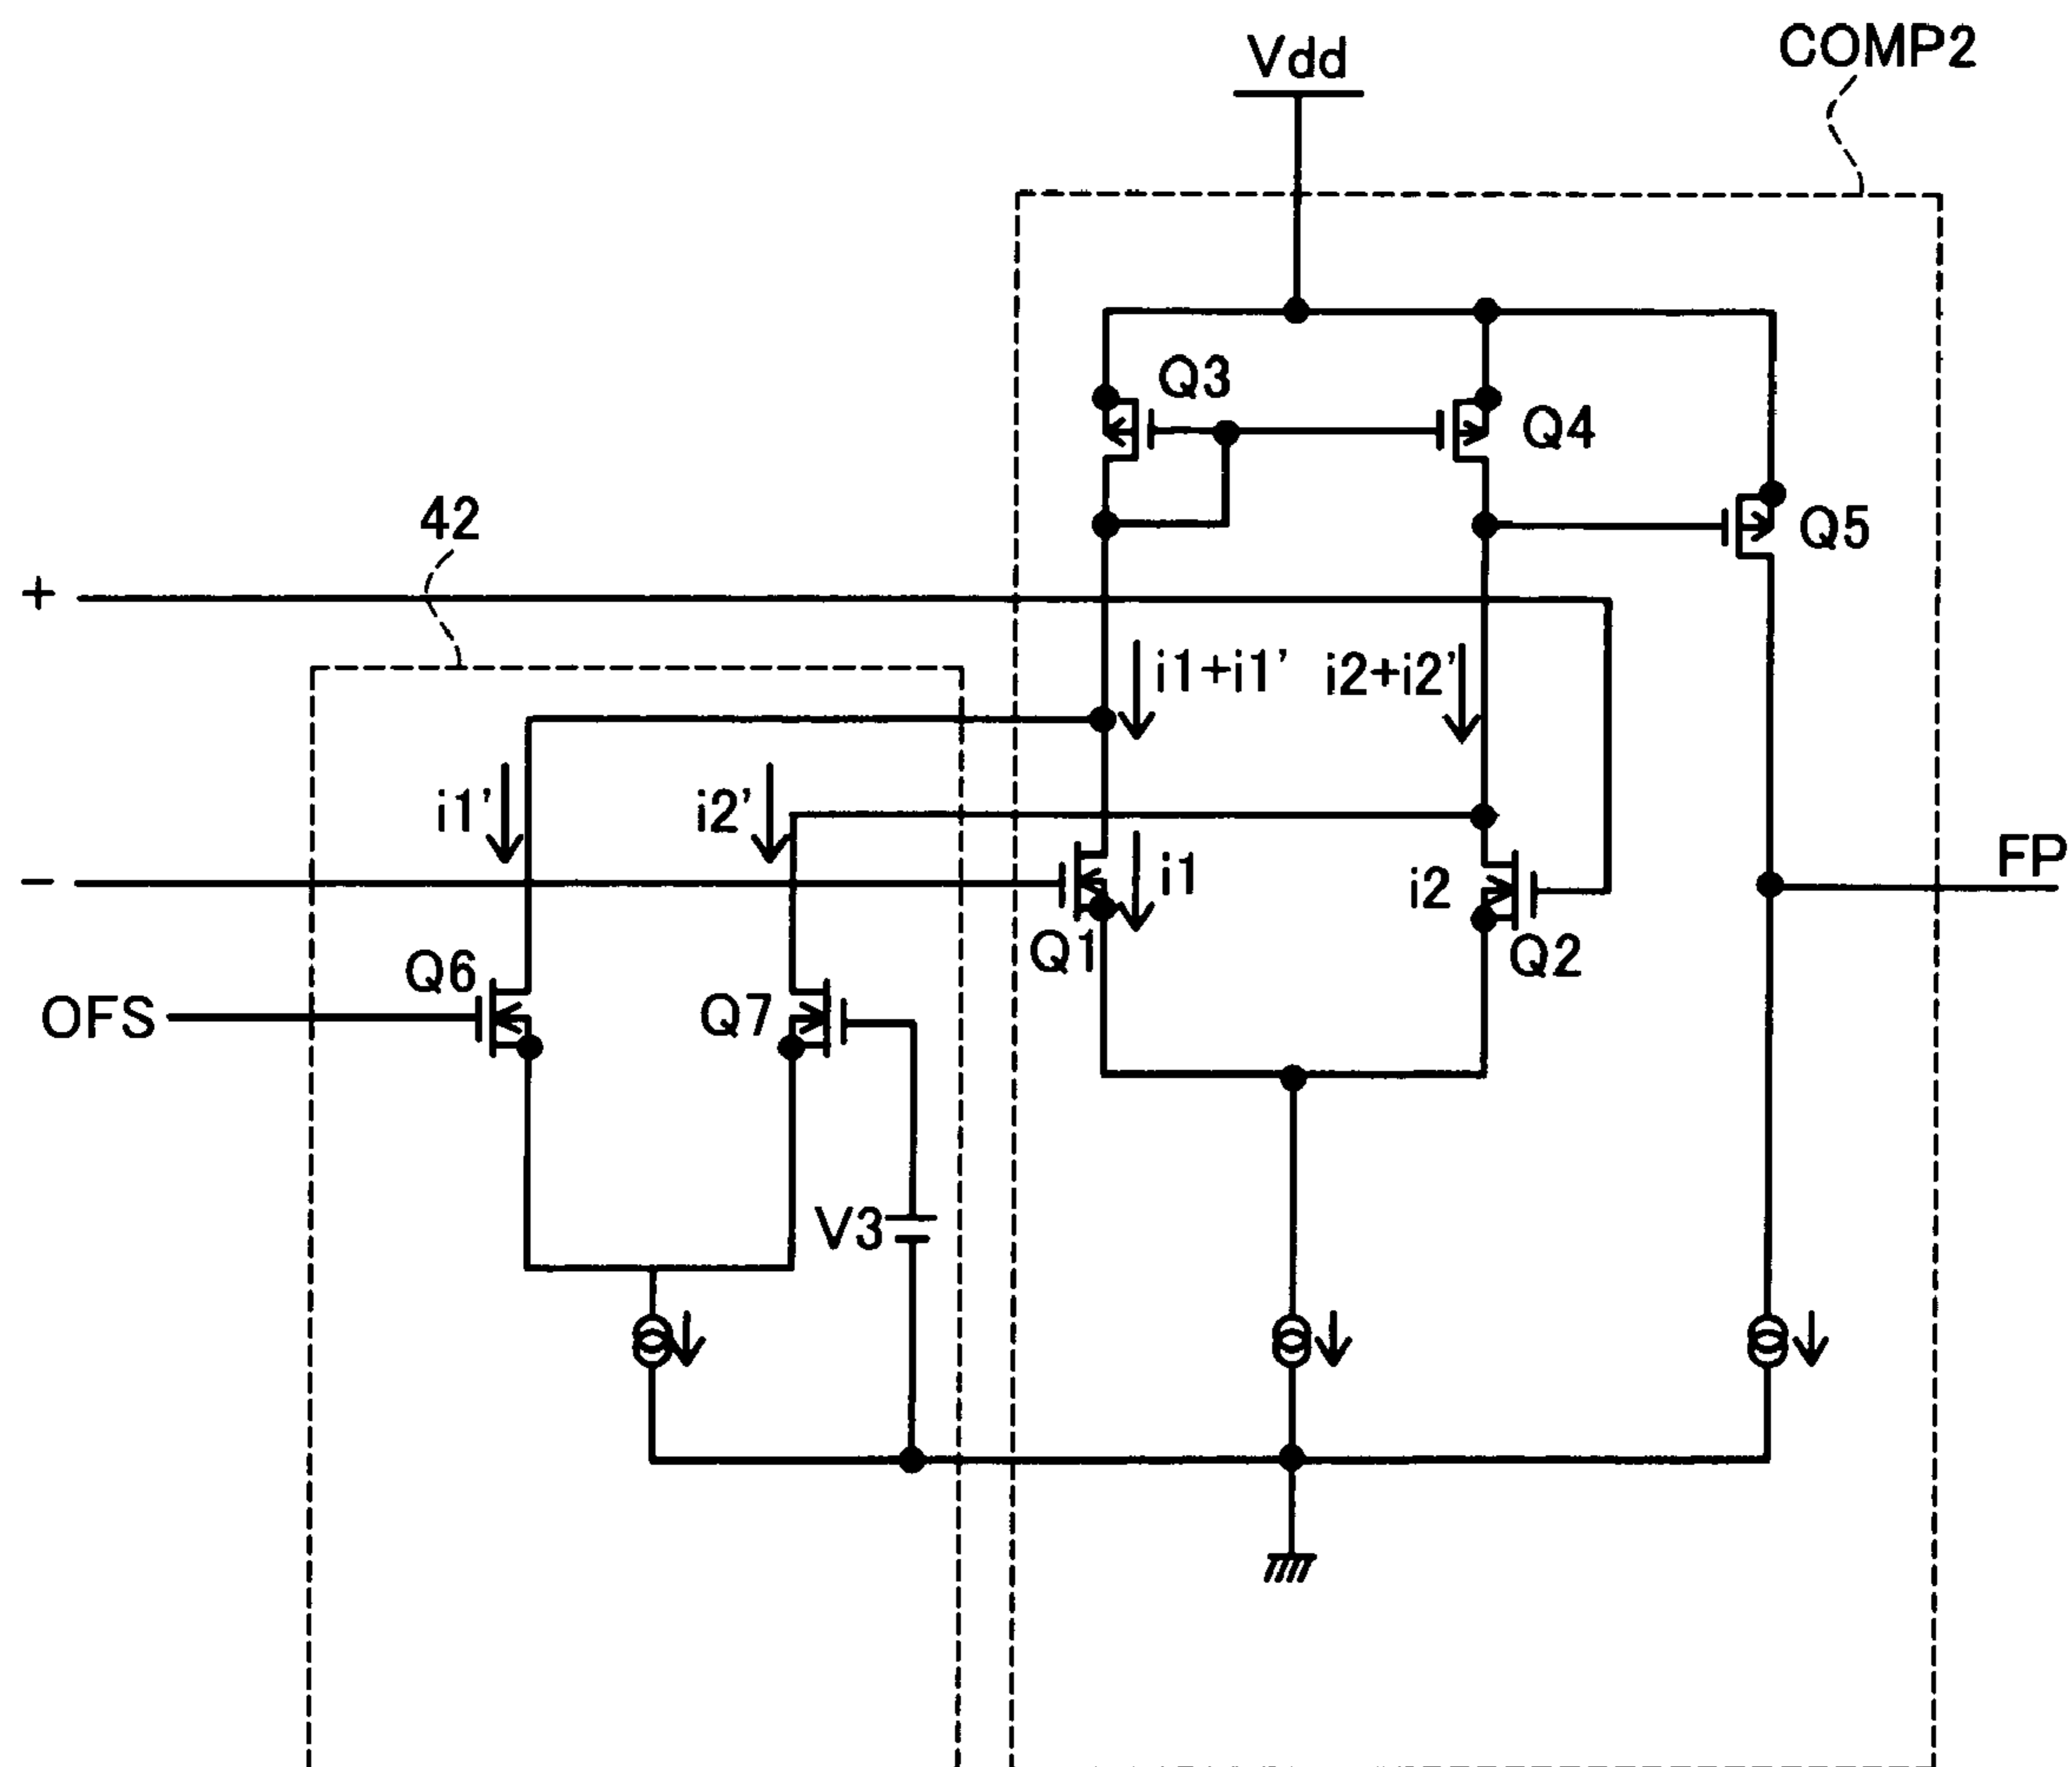 COMP2
Vdd
Q3
Q4
42
Q5
+
i1+i1' i2+i2'
i1' i2'
FP
−
i1 i2
Q1 Q2
Q6
OFS
Q7
V3